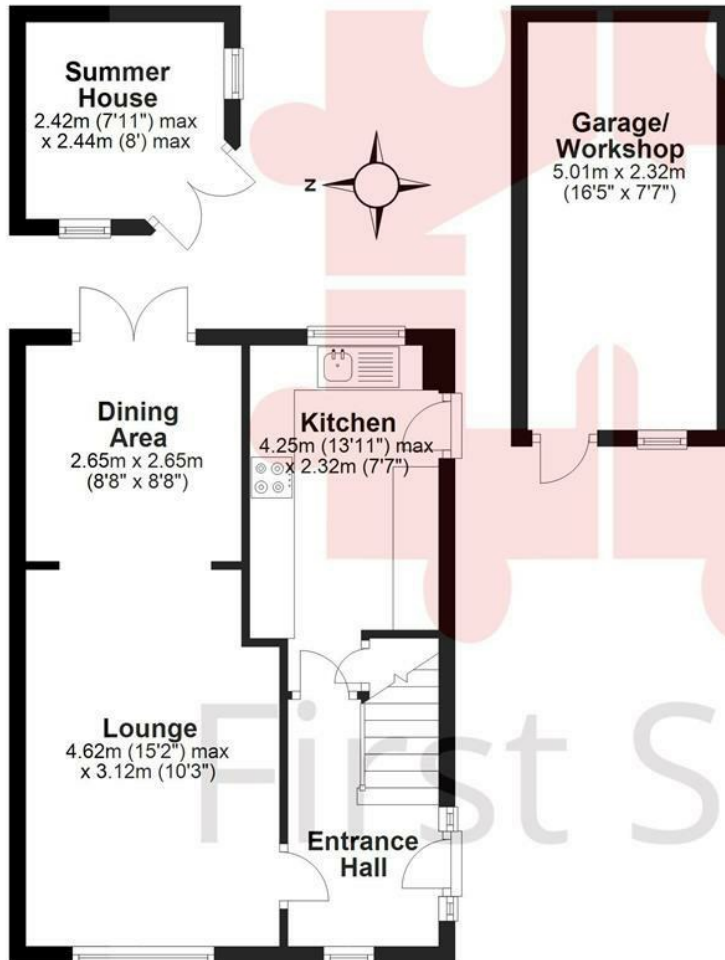 Summer
House
2.42m (7'11") max
x 2.44m (8') max
Garage/
Workshop
5.01m x 2.32m
(16'5" x 7'7")
N
Dining
Area
2.65m x 2.65m
(8'8" x 8'8")
Kitchen
4.25m (13'11") max
x 2.32m (7'7")
Lounge
4.62m (15'2") max
x 3.12m (10'3")
Entrance
Hall
First S